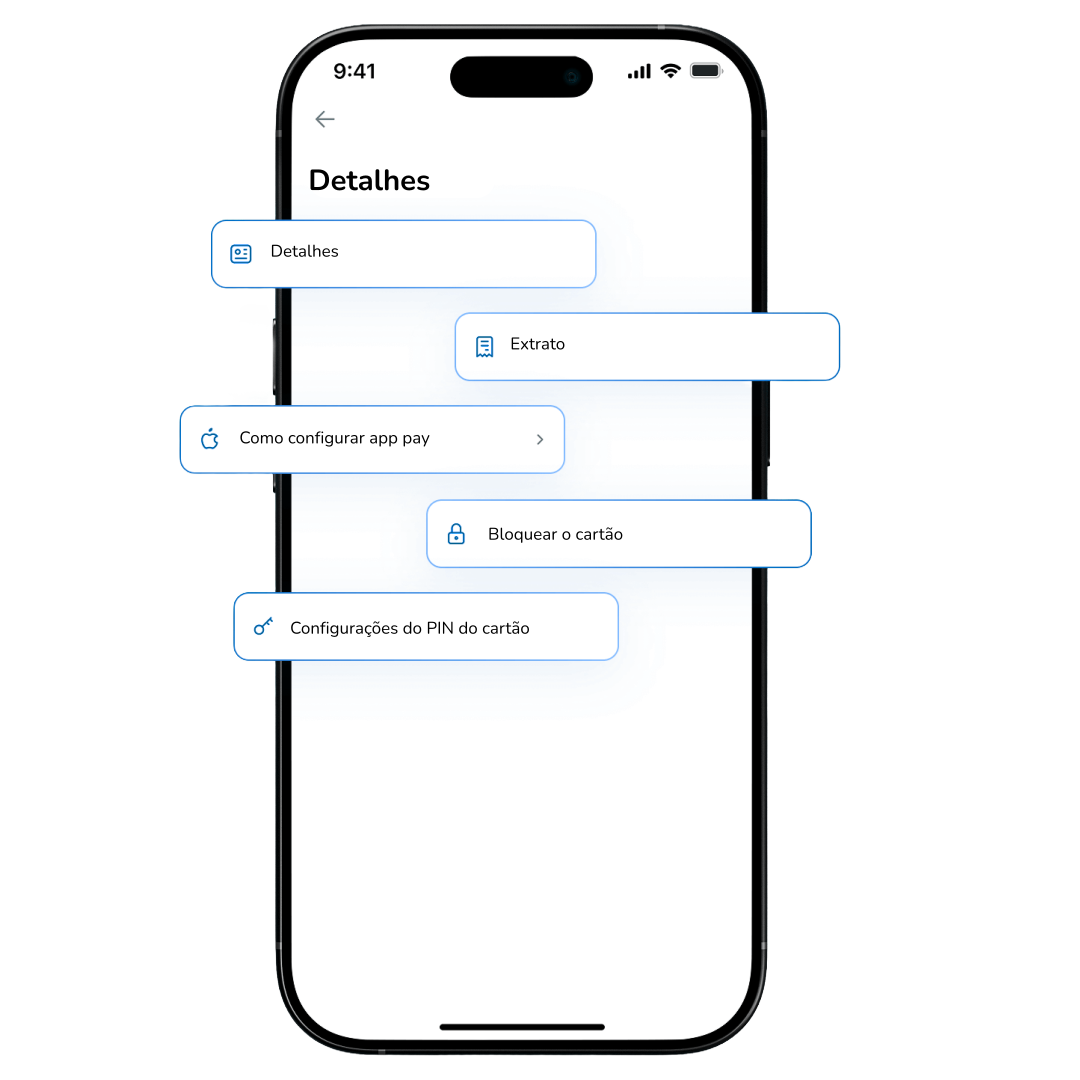 9:41
Detalhes
Detalhes
Extrato
Como configurar app pay
Bloquear o cartão
Configurações do PIN do cartão